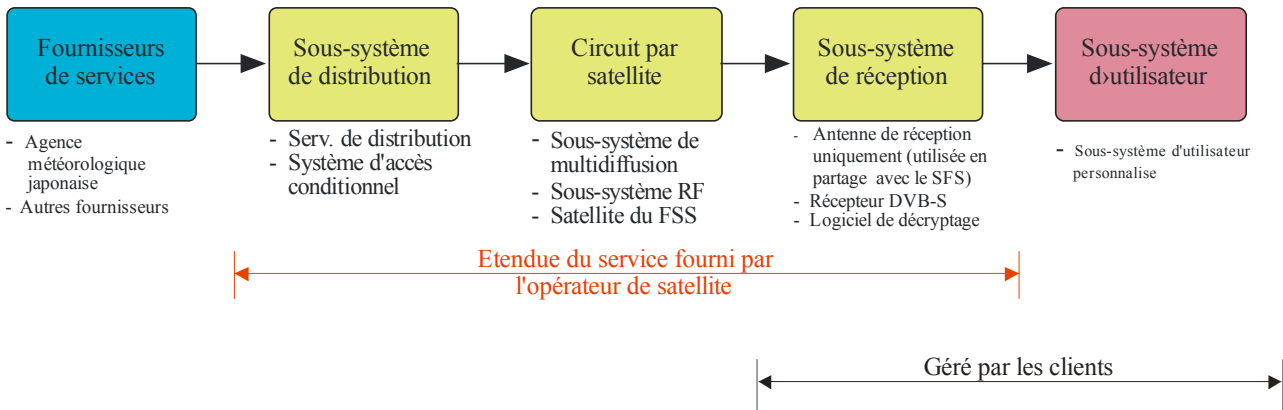 Fournisseurs
de services
Sous-système
de distribution
Circuit par
satellite
Sous-système
de réception
Sous-système
d›utilisateur
- Agence
météorologique
japonaise
- Autres fournisseurs
- Serv. de distribution
- Système d'accès
conditionnel
- Sous-système de
multidiffusion
- Sous-système RF
- Satellite du FSS
- Antenne de réception
uniquement (utilisée en
partage avec le SFS)
- Récepteur DVB-S
- Logiciel de décryptage
- Sous-système d'utilisateur
personnalise
Etendue du service fourni par
l'opérateur de satellite
Géré par les clients